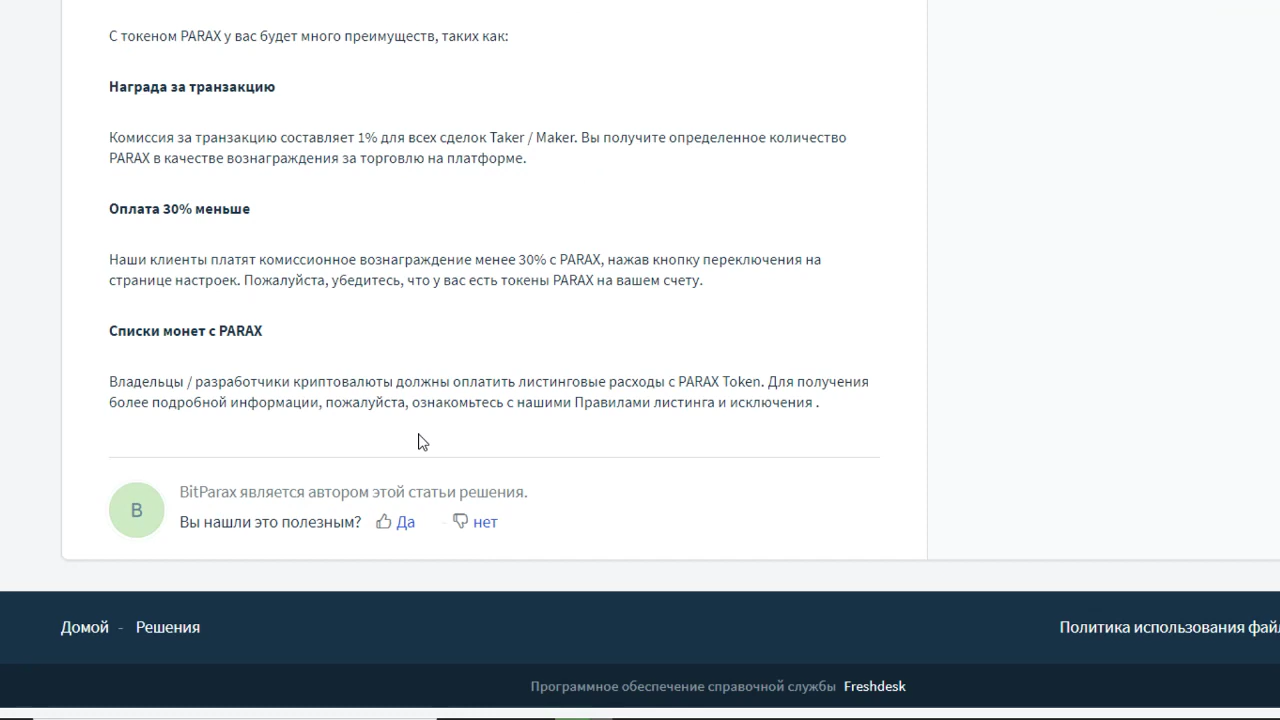 С токеном PARAX у вас будет много преимуществ, таких как:
Награда за транзакцию
Комиссия за транзакцию составляет 1% для всех сделок Taker / Maker. Вы получите определенное количество
PARAX в качестве вознаграждения за торговлю на платформе.
Оплата 30% меньше
Наши клиенты платят комиссионное вознаграждение менее 30% с PARAX, нажав кнопку переключения на
странице настроек. Пожалуйста, убедитесь, что у вас есть токены PARAX на вашем счету.
Списки монет с PARAX
Владельцы / разработчики криптовалюты должны оплатить листинговые расходы с PARAX Token. Для получения
более подробной информации, пожалуйста, ознакомьтесь с нашими Правилами листинга и исключения .
B
BitParax является автором этой статьи решения.
Вы нашли это полезным? Да - нет
Домой - Решения
Политика использования
Программное обеспечение справочной службы Freshdesk